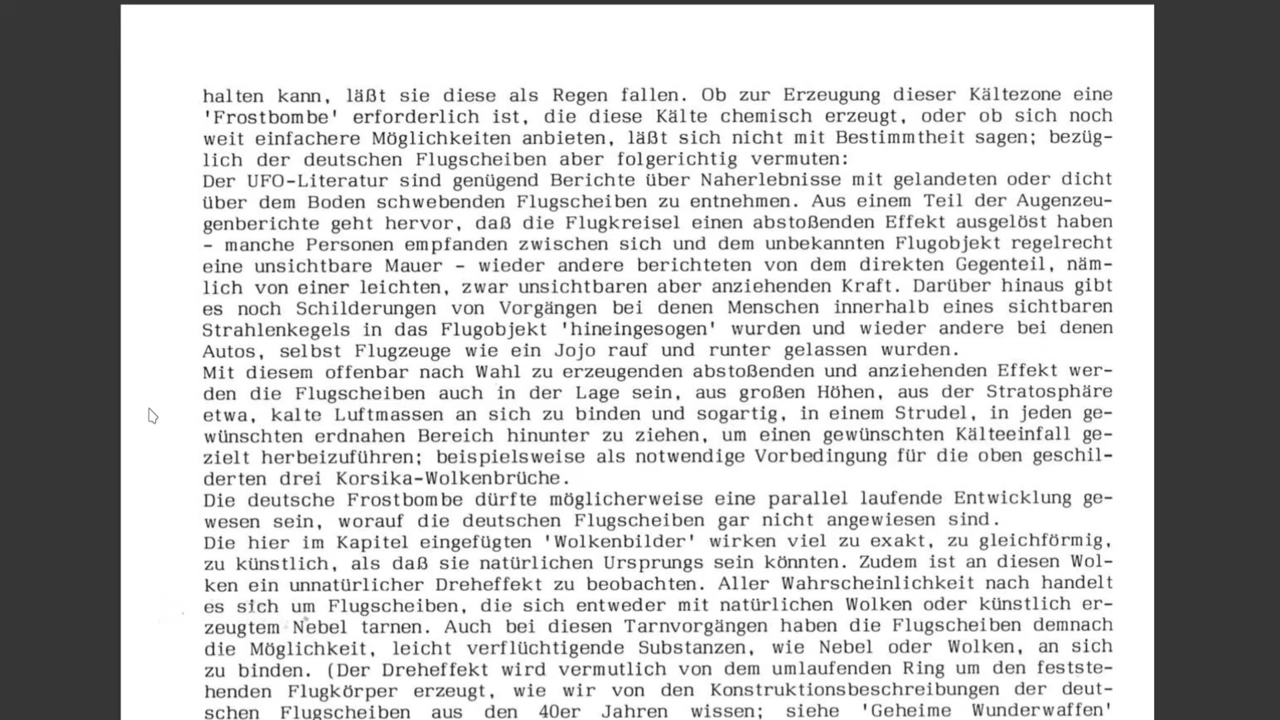 halten kann, läßt sie diese als Regen fallen. Ob zur Erzeugung dieser Kältezone eine
'Frostbombe' erforderlich ist, die diese Kälte chemisch erzeugt, oder ob sich noch
weit einfachere Möglichkeiten anbieten, läßt sich nicht mit Bestimmtheit sagen; bezüg-
lich der deutschen Flugscheiben aber folgerichtig vermuten:
Der UFO-Literatur sind genügend Berichte über Naherlebnisse mit gelandeten oder dicht
über dem Boden schwebenden Flugscheiben zu entnehmen. Aus einem Teil der Augenzeu-
genberichte geht hervor, daß die Flugkreisel einen abstoßenden Effekt ausgelöst haben
- manche Personen empfanden zwischen sich und dem unbekannten Flugobjekt regelrecht
eine unsichtbare Mauer - wieder andere berichteten von dem direkten Gegenteil, näm-
lich von einer leichten, zwar unsichtbaren aber anziehenden Kraft. Darüber hinaus gibt
es noch Schilderungen von Vorgängen bei denen Menschen innerhalb eines sichtbaren
Strahlenkegels in das Flugobjekt 'hineingesogen' wurden und wieder andere bei denen
Autos, selbst Flugzeuge wie ein Jojo rauf und runter gelassen wurden.
Mit diesem offenbar nach Wahl zu erzeugenden abstoßenden und anziehenden Effekt wer-
den die Flugscheiben auch in der Lage sein, aus großen Höhen, aus der Stratosphäre
etwa, kalte Luftmassen an sich zu binden und sogartig, in einem Strudel, in jeden ge-
wünschten erdnahen Bereich hinunter zu ziehen, um einen gewünschten Kälteeinfall ge-
zielt herbeizuführen; beispielsweise als notwendige Vorbedingung für die oben geschil-
derten drei Korsika-Wolkenbrüche.
Die deutsche Frostbombe dürfte möglicherweise eine parallel laufende Entwicklung ge-
wesen sein, worauf die deutschen Flugscheiben gar nicht angewiesen sind.
Die hier im Kapitel eingefügten 'Wolkenbilder' wirken viel zu exakt, zu gleichförmig,
zu künstlich, als daß sie natürlichen Ursprungs sein könnten. Zudem ist an diesen Wol-
ken ein unnatürlicher Dreheffekt zu beobachten. Aller Wahrscheinlichkeit nach handelt
es sich um Flugscheiben, die sich entweder mit natürlichen Wolken oder künstlich er-
zeugtem Nebel tarnen. Auch bei diesen Tarnvorgängen haben die Flugscheiben demnach
die Möglichkeit, leicht verflüchtigende Substanzen, wie Nebel oder Wolken, an sich
zu binden. (Der Dreheffekt wird vermutlich von dem umlaufenden Ring um den festste-
henden Flugkörper erzeugt, wie wir von den Konstruktionsbeschreibungen der deut-
schen Flugscheiben aus den 40er Jahren wissen; siehe 'Geheime Wunderwaffen'